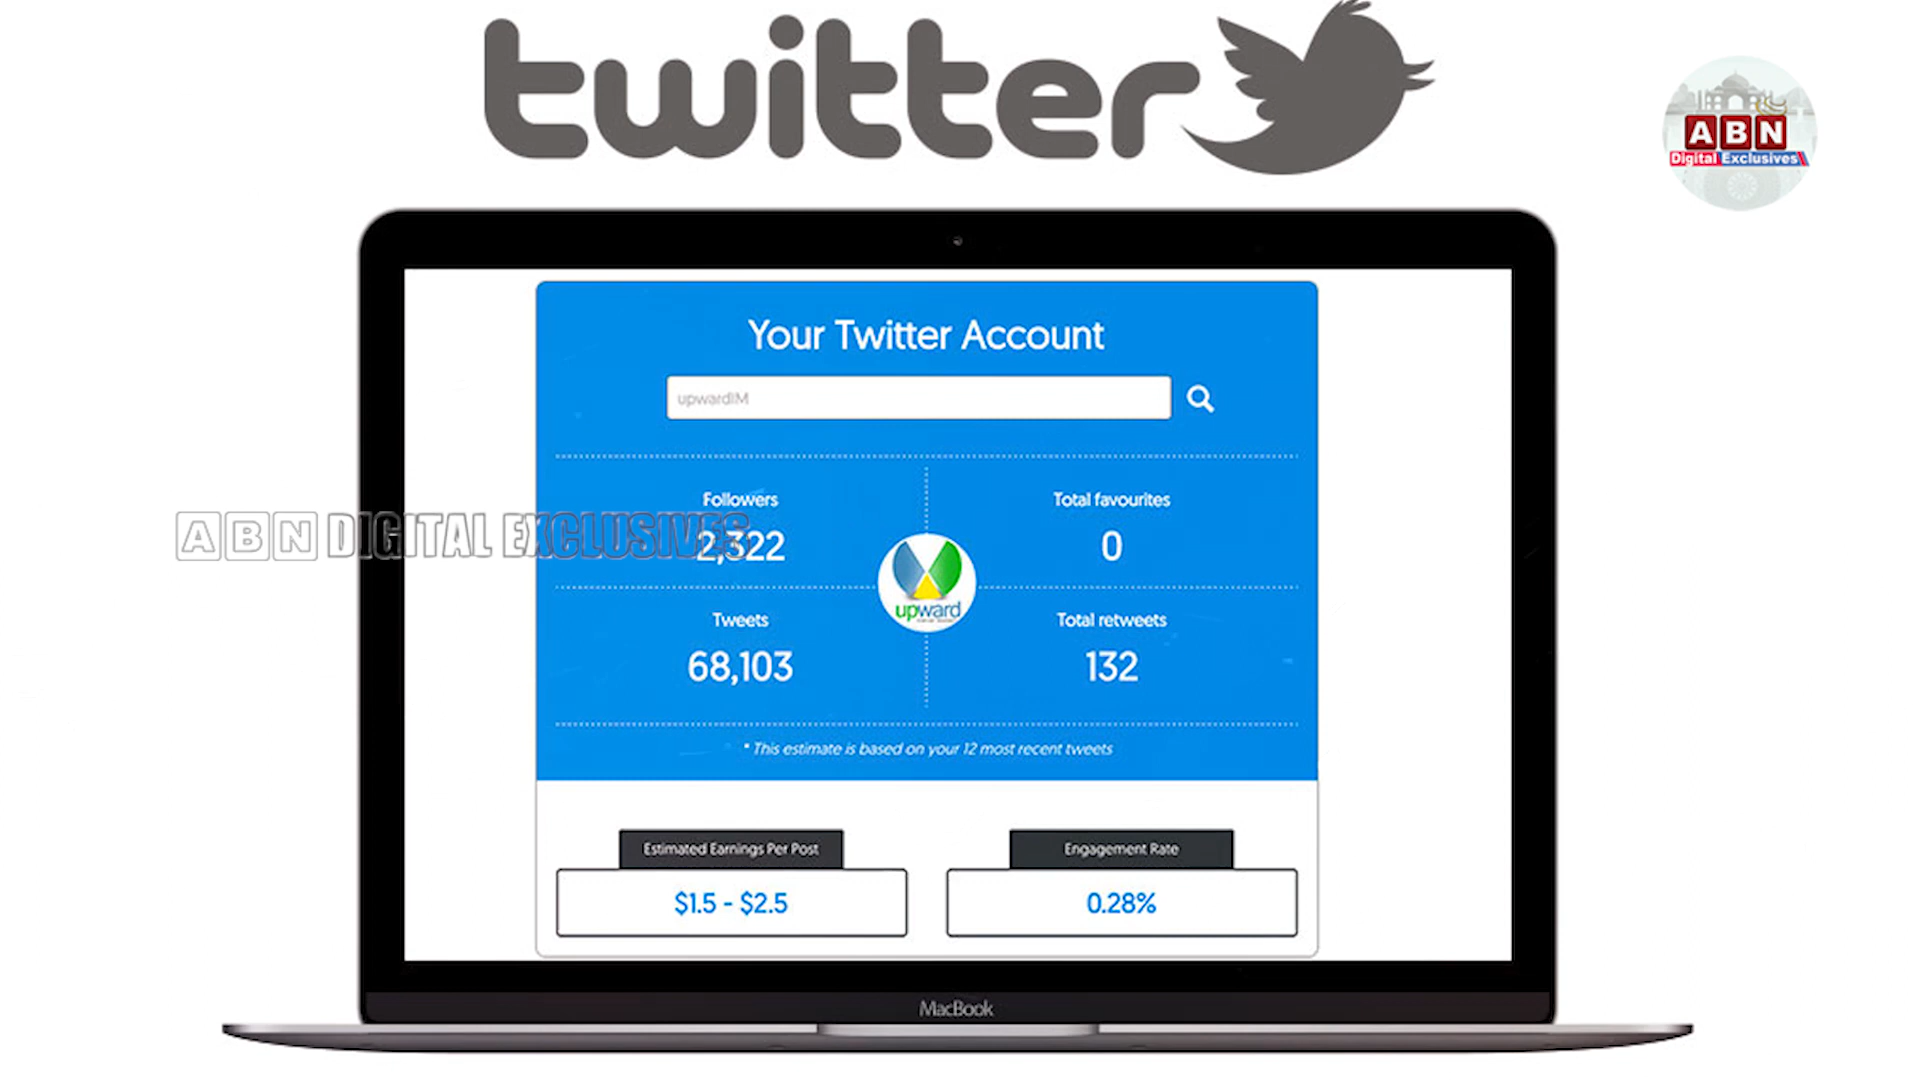 twitter
ABN
Digital Exclusives
Your Twitter Account
upwardIM
Followers
2,322
Total favourites
0
ABN DIGITAL EXCLUSIVES
upward
Tweets
68,103
Total retweets
132
* This estimate is based on your 12 most recent tweets
Estimated Earnings Per Post
$1.5 - $2.5
Engagement Rate
0.28%
MacBook